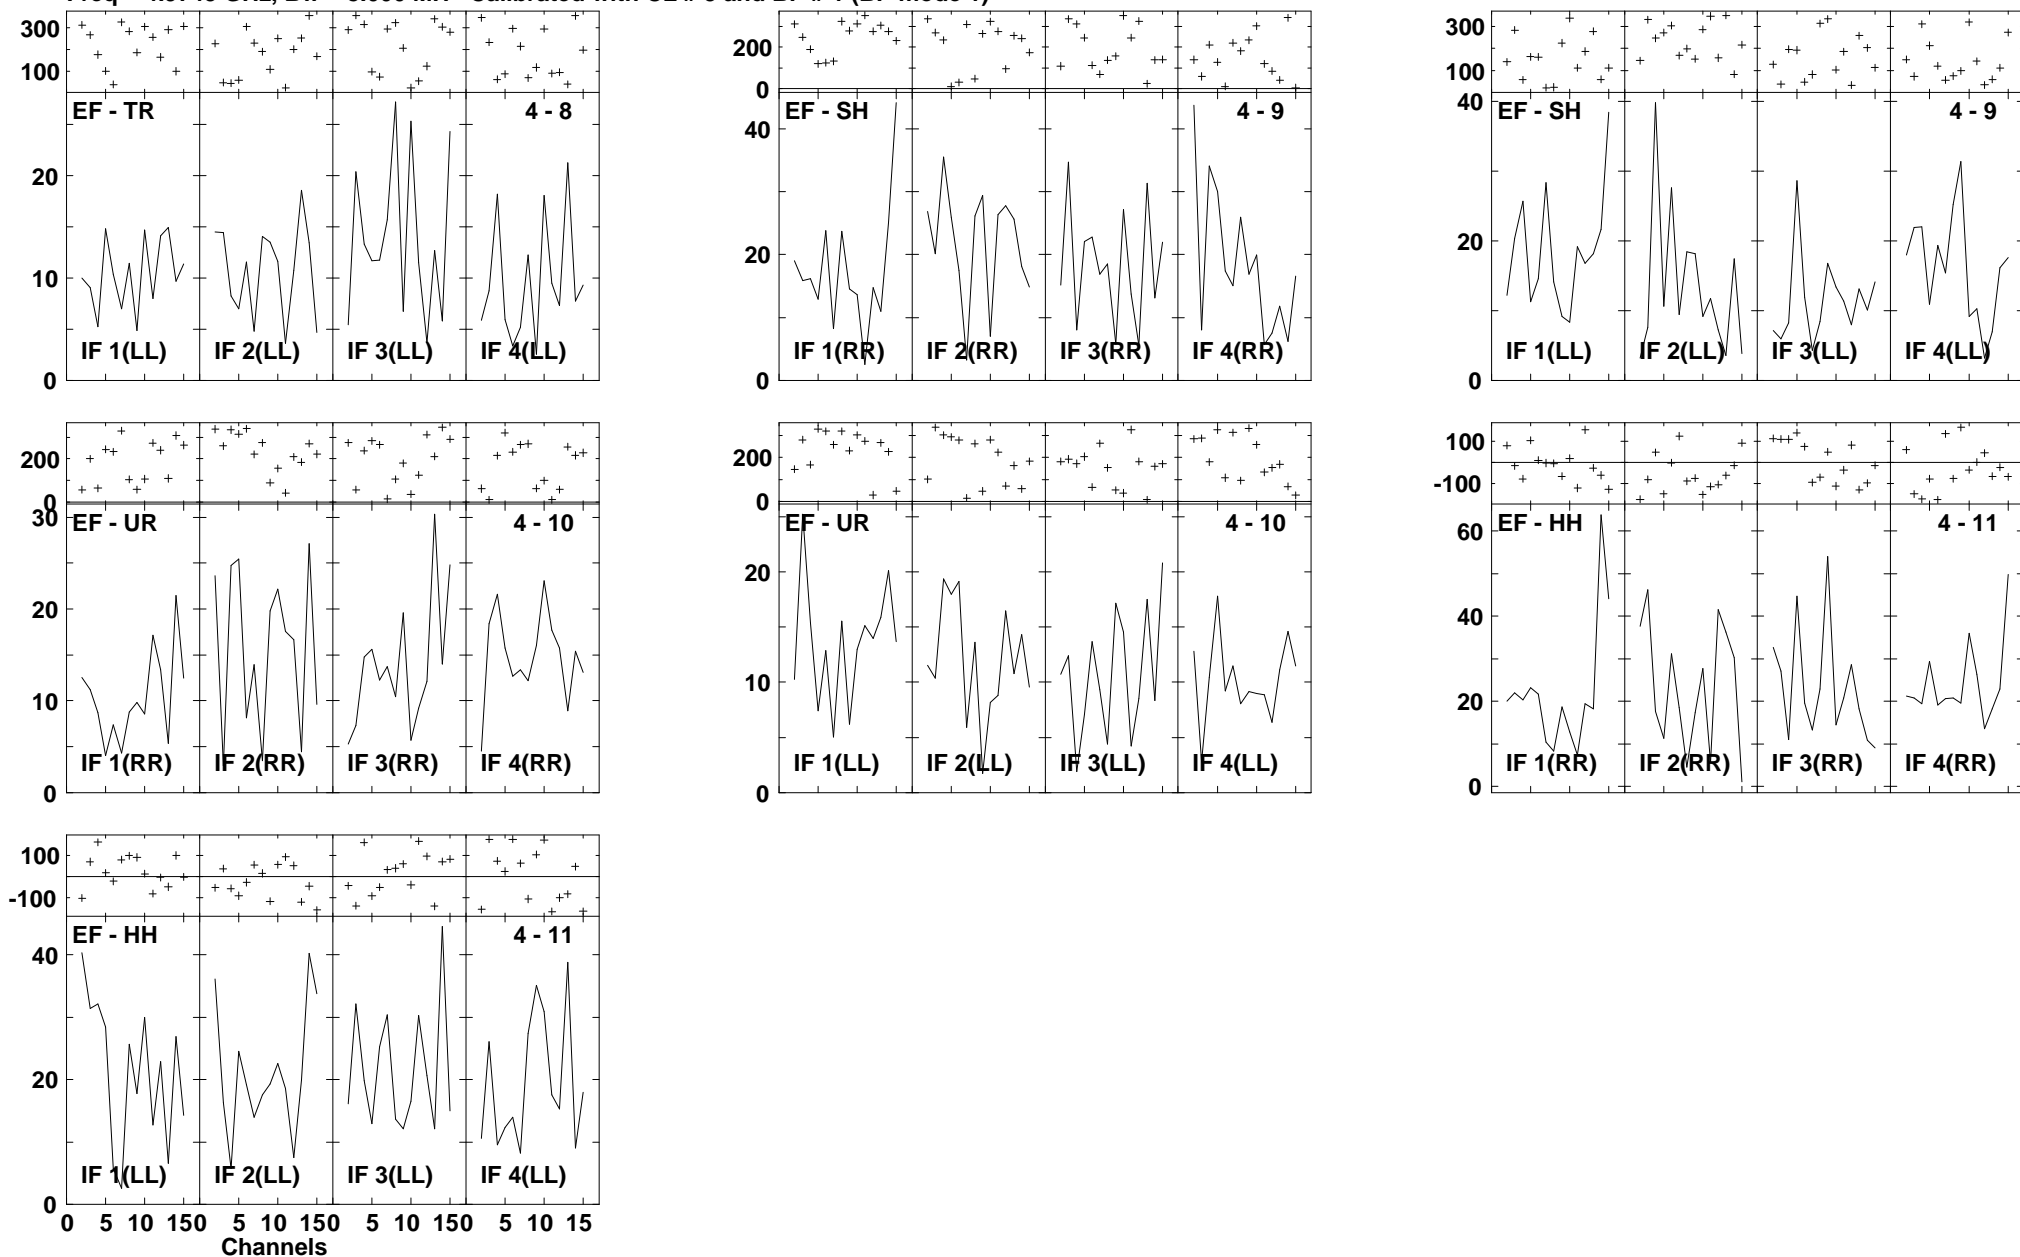 300
100
EF - TR
4 - 8
20
10
0
IF 1(LL)
IF 2(LL)
IF 3(LL)
IF 4(LL)
200
0
EF - SH
4 - 9
40
20
0
IF 1(RR)
IF 2(RR)
IF 3(RR)
IF 4(RR)
300
100
EF - SH
4 - 9
40
20
0
IF 1(LL)
IF 2(LL)
IF 3(LL)
IF 4(LL)
200
0
EF - UR
4 - 10
30
20
10
0
IF 1(RR)
IF 2(RR)
IF 3(RR)
IF 4(RR)
200
0
EF - UR
4 - 10
20
10
0
IF 1(LL)
IF 2(LL)
IF 3(LL)
IF 4(LL)
100
-100
EF - HH
4 - 11
60
40
20
0
IF 1(RR)
IF 2(RR)
IF 3(RR)
IF 4(RR)
100
-100
EF - HH
4 - 11
40
20
0
IF 1(LL)
IF 2(LL)
IF 3(LL)
IF 4(LL)
0 5 10 150 5 10 150 5 10 150 5 10 15
Channels